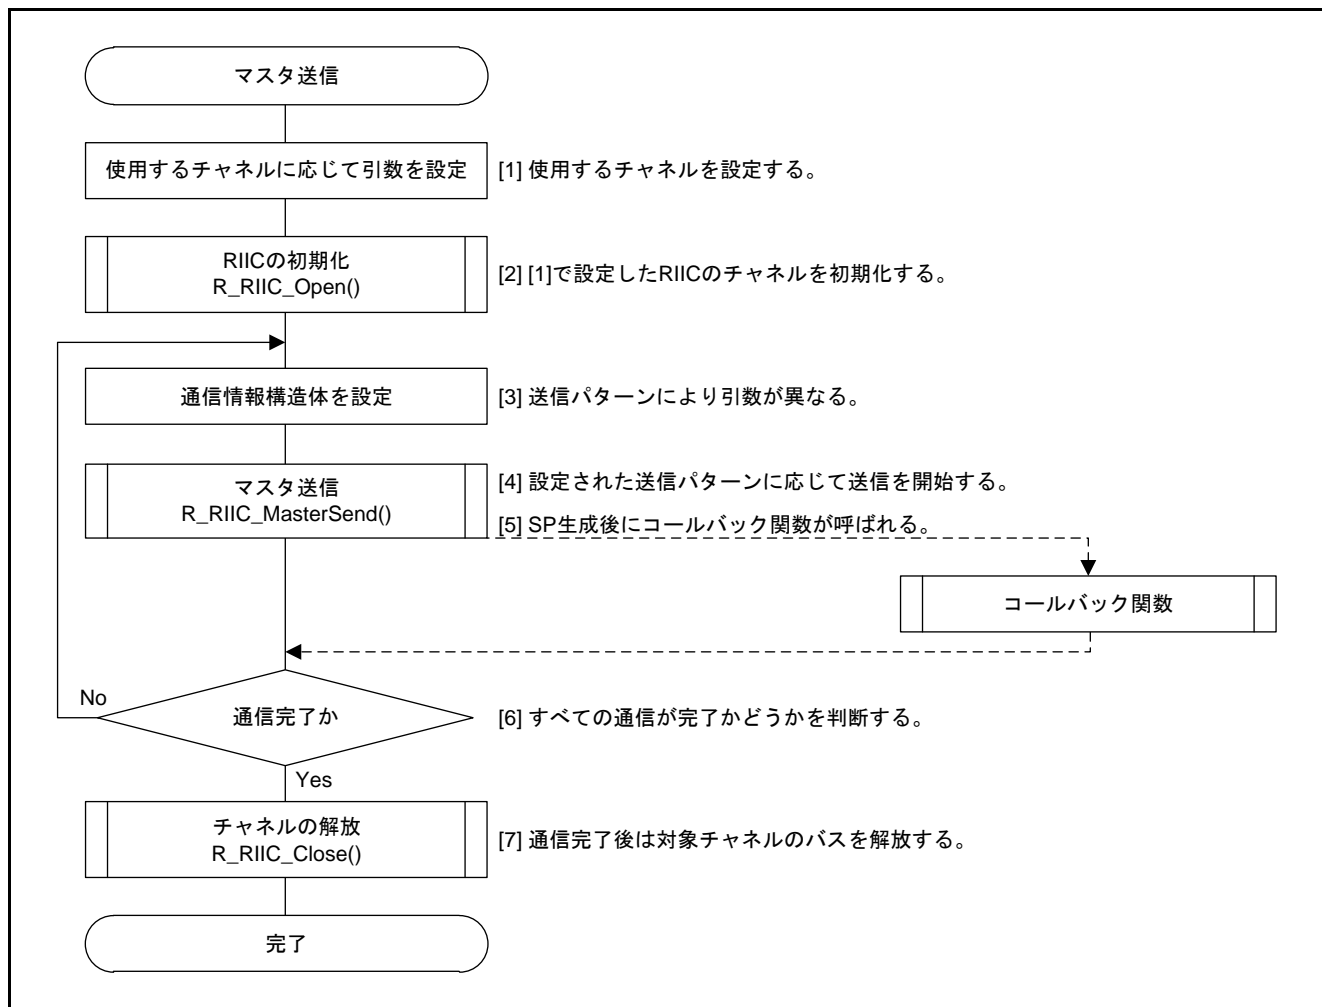 マスタ送信
使用するチャネルに応じて引数を設定
[1] 使用するチャネルを設定する。
RIICの初期化
R_RIIC_Open()
[2] [1]で設定したRIICのチャネルを初期化する。
通信情報構造体を設定
[3] 送信パターンにより引数が異なる。
マスタ送信
R_RIIC_MasterSend()
[4] 設定された送信パターンに応じて送信を開始する。
[5] SP生成後にコールバック関数が呼ばれる。
コールバック関数
No
通信完了か
[6] すべての通信が完了かどうかを判断する。
Yes
チャネルの解放
R_RIIC_Close()
[7] 通信完了後は対象チャネルのバスを解放する。
完了